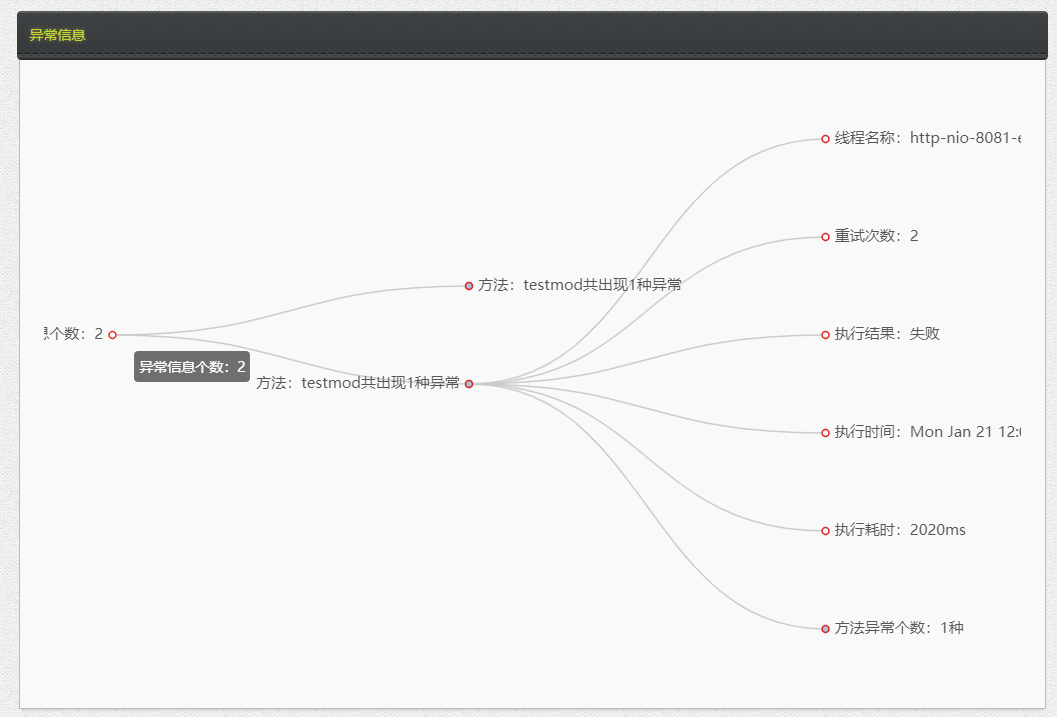 异常信息
线程名称：http-nio-8081-e
重试次数：2
方法：testmod共出现1种异常
个数：2
执行结果：失败
异常信息个数：2
方法：testmod共出现1种异常
执行时间：Mon Jan 21 12:0
执行耗时：2020ms
方法异常个数：1种